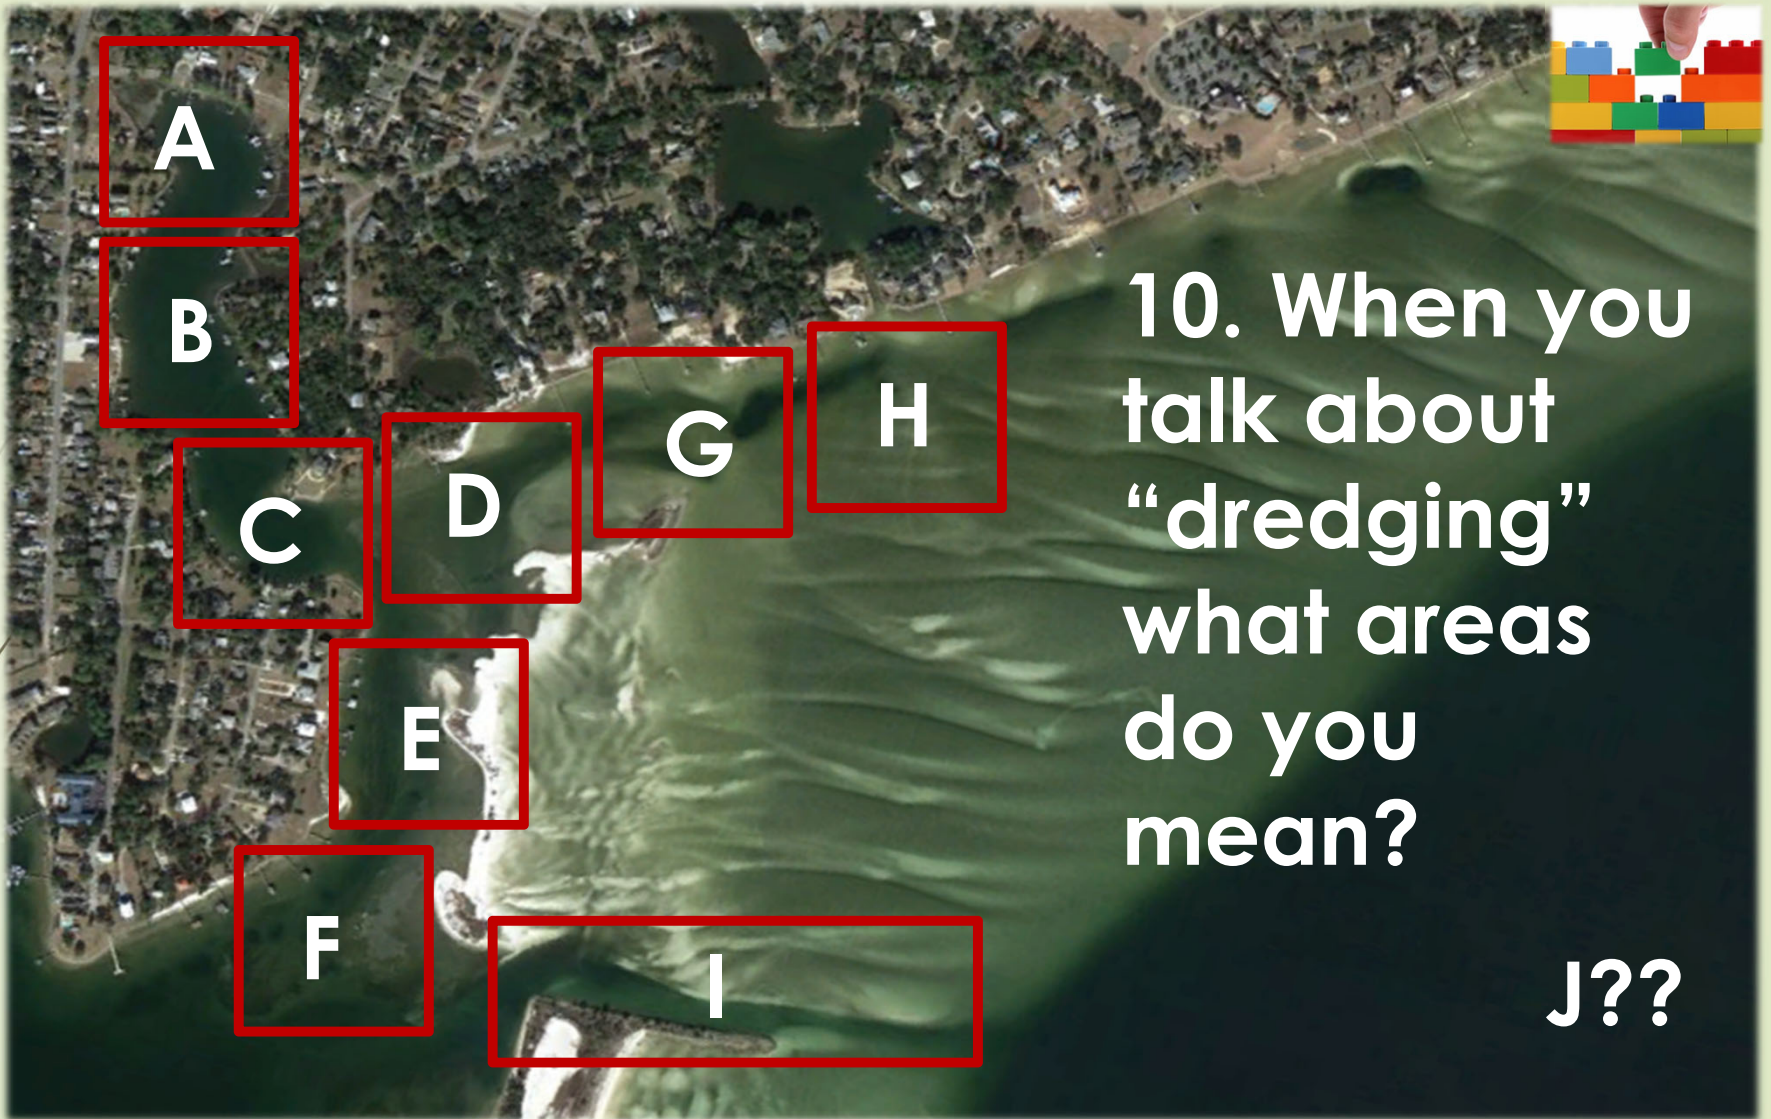 A
B
C
D
G
H
E
F
I
10. When you
talk about
“dredging”
what areas
do you
mean?
J??